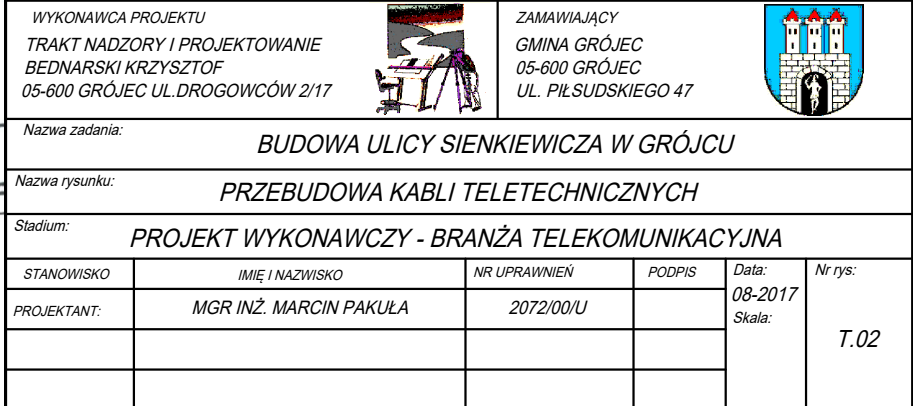 WYKONAWCA PROJEKTU
TRAKT NADZORY I PROJEKTOWANIE
BEDNARSKI KRZYSZTOF
05-600 GRÓJEC UL.DROGOWCÓW 2/17
ZAMAWIAJĄCY
GMINA GRÓJEC
05-600 GRÓJEC
UL. PIŁSUDSKIEGO 47
Nazwa zadania:
BUDOWA ULICY SIENKIEWICZA W GRÓJCU
Nazwa rysunku:
PRZEBUDOWA KABLI TELETECHNICZNYCH
Stadium:
PROJEKT WYKONAWCZY - BRANŻA TELEKOMUNIKACYJNA
STANOWISKO IMIĘ I NAZWISKO NR UPRAWNIEŃ PODPIS Data: Nr rys:
PROJEKTANT: MGR INŻ. MARCIN PAKUŁA 2072/00/U 08-2017
Skala:
T.02